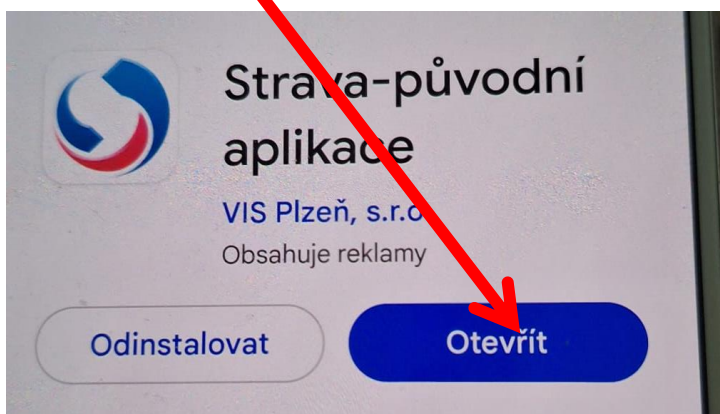 Strava-původní
aplikace
VIS Plzeň, s.r.o
Obsahuje reklamy
Odinstalovat
Otevřít